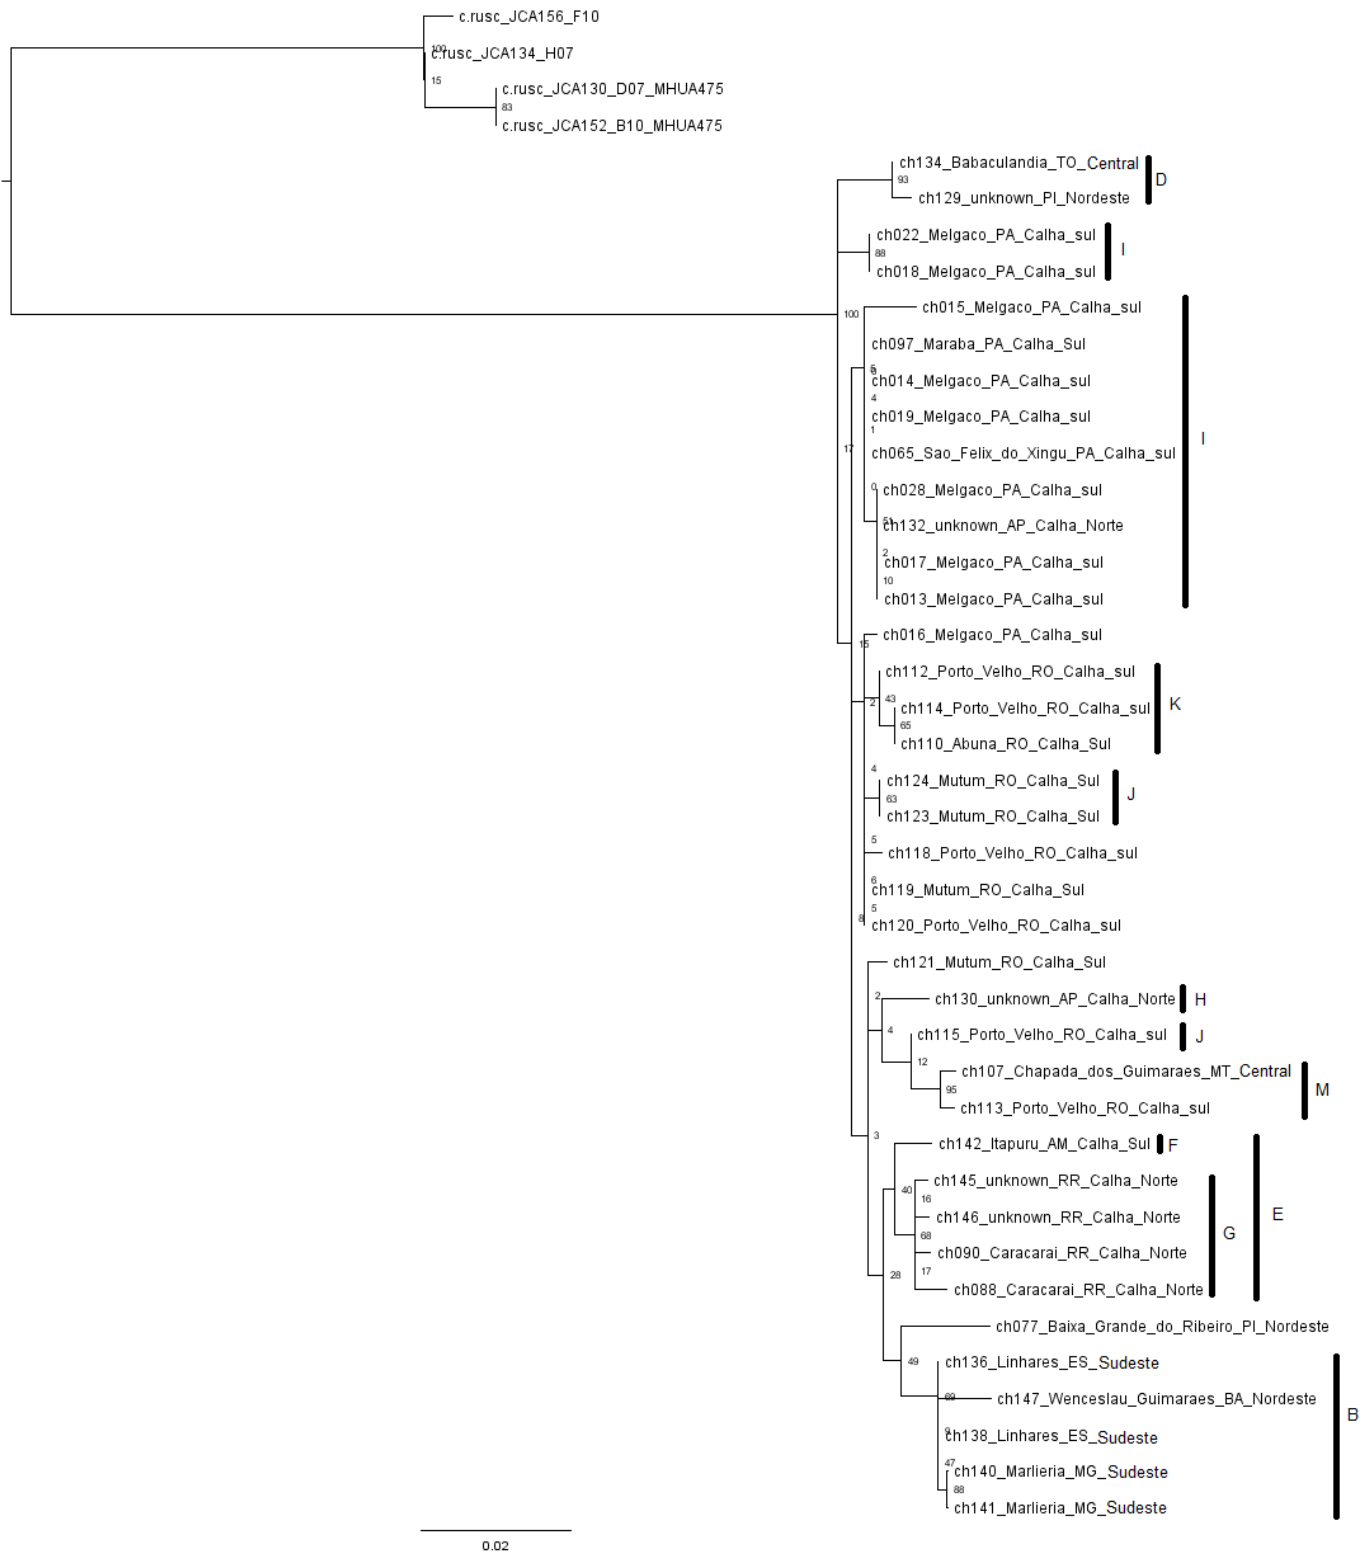 c.rusc_JCA156_F10
100
c.rusc_JCA134_H07
15
c.rusc_JCA130_D07_MHUA475
83
c.rusc_JCA152_B10_MHUA475
ch134_Babaculandia_TO_Central
93
D
ch129_unknown_PI_Nordeste
ch022_Melgaco_PA_Calha_sul
88
I
ch018_Melgaco_PA_Calha_sul
ch015_Melgaco_PA_Calha_sul
100
ch097_Maraba_PA_Calha_Sul
ch014_Melgaco_PA_Calha_sul
4
ch019_Melgaco_PA_Calha_sul
1
I
17
ch065_Sao_Felix_do_Xingu_PA_Calha_sul
0
ch028_Melgaco_PA_Calha_sul
51
ch132_unknown_AP_Calha_Norte
2
ch017_Melgaco_PA_Calha_sul
10
ch013_Melgaco_PA_Calha_sul
ch016_Melgaco_PA_Calha_sul
15
ch112_Porto_Velho_RO_Calha_sul
43
2
K
ch114_Porto_Velho_RO_Calha_sul
65
ch110_Abuna_RO_Calha_Sul
4
ch124_Mutum_RO_Calha_Sul
63
J
ch123_Mutum_RO_Calha_Sul
5
ch118_Porto_Velho_RO_Calha_sul
6
ch119_Mutum_RO_Calha_Sul
5
8
ch120_Porto_Velho_RO_Calha_sul
ch121_Mutum_RO_Calha_Sul
2
ch130_unknown_AP_Calha_Norte
H
4
ch115_Porto_Velho_RO_Calha_sul
J
12
ch107_Chapada_dos_Guimaraes_MT_Central
95
M
ch113_Porto_Velho_RO_Calha_sul
3
ch142_Itapuru_AM_Calha_Sul
F
40
ch145_unknown_RR_Calha_Norte
16
E
ch146_unknown_RR_Calha_Norte
68
G
ch090_Caracarai_RR_Calha_Norte
17
28
ch088_Caracarai_RR_Calha_Norte
ch077_Baixa_Grande_do_Ribeiro_PI_Nordeste
49
ch136_Linhares_ES_Sudeste
69
ch147_Wenceslau_Guimaraes_BA_Nordeste
B
9
ch138_Linhares_ES_Sudeste
47
ch140_Marlieria_MG_Sudeste
88
ch141_Marlieria_MG_Sudeste
0.02